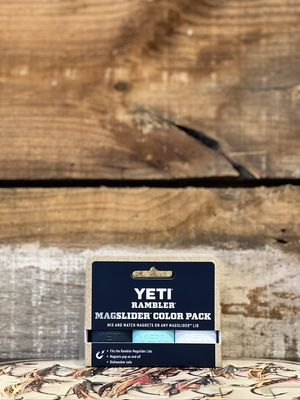 YETI
RAMBLER®
MAGSLIDER® COLOR PACK
MIX AND MATCH MAGNETS ON ANY MAGSLIDER® LID
• Fits the Rambler Magslider Lids
• Magnets pop on and off
• Dishwasher safe